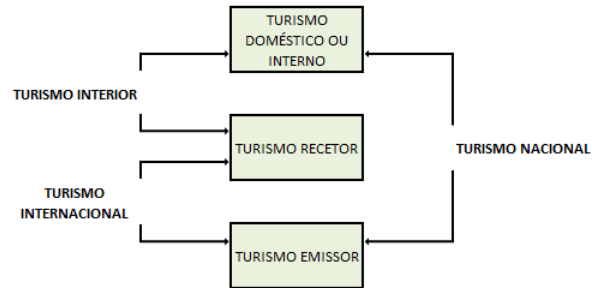 TURISMO
DOMÉSTICO OU
INTERNO
TURISMO INTERIOR
TURISMO RECETOR
TURISMO NACIONAL
TURISMO
INTERNACIONAL
TURISMO EMISSOR